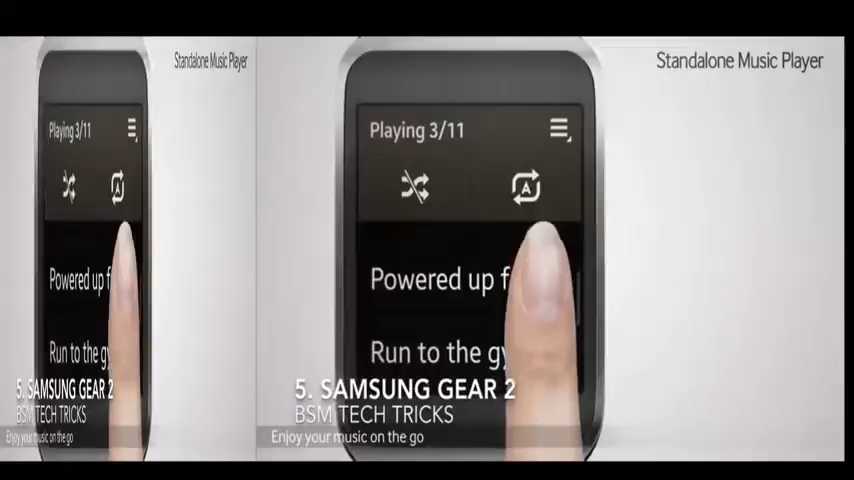 Standalone Music Player
Playing 3/11
Powered up f
Run to the gy
5. SAMSUNG GEAR 2
BSM TECH TRICKS
Enjoy your music on the go
Standalone Music Player
Playing 3/11
A
Powered up f
Run to the gy
5. SAMSUNG GEAR 2
BSM TECH TRICKS
Enjoy your music on the go